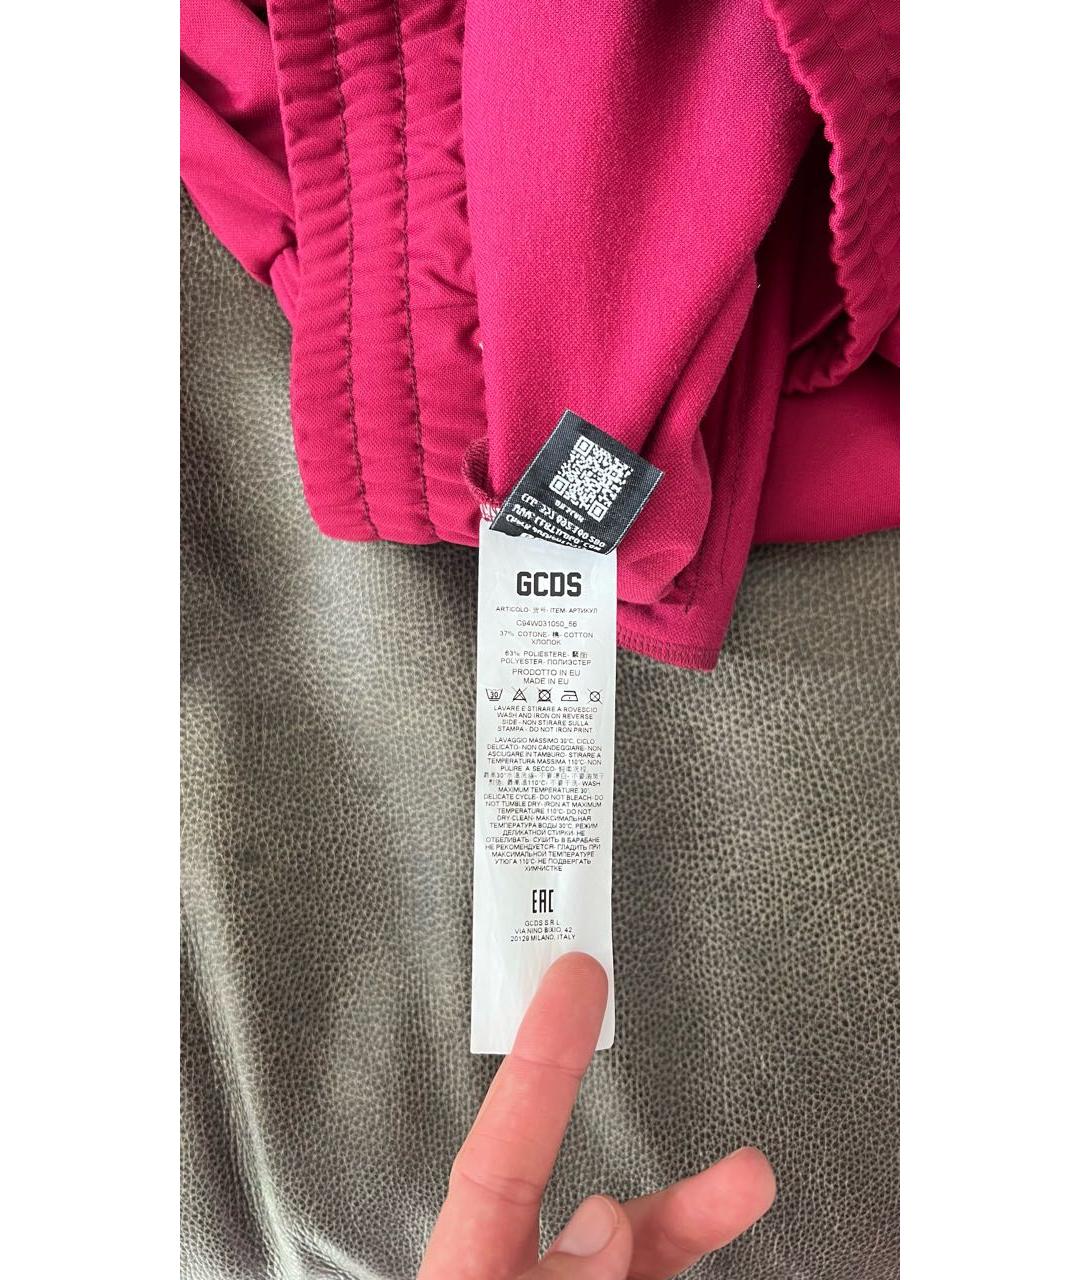 GCDS
ARTICOLO- 货号- ITEM- АРТИКУЛ
C94W031050_56
37% COTONE- 棉- COTTON
ХЛОПОК
63% POLIESTERE-
POLYESTER- ПОЛИЭСТЕР
PRODOTTO IN EU
MADE IN EU
30
LAVARE E STIRARE A ROVESCIO
WASH AND IRON ON REVERSE
SIDE - NON STIRARE SULLA
STAMPA - DO NOT IRON PRINT
LAVAGGIO MASSIMO 30°C, CICLO
DELICATO- NON CANDEGGIARE- NON
ASCIUGARE IN TAMBURO- STIRARE A
TEMPERATURA MASSIMA 110°C- NON
PULIRE A SECCO-
WASH
MAXIMUM TEMPERATURE 30
DELICATE CYCLE- DO NOT BLEACH- DO
NOT TUMBLE DRY- IRON AT MAXIMUM
TEMPERATURE 110°C- DO NOT
DRY-CLEAN- МАКСИМАЛЬНАЯ
ТЕМПЕРАТУРА ВОДЫ 30°C, РЕЖИМ
ДЕЛИКАТНОЙ СТИРКИ- НЕ
ОТБЕЛИВАТЬ- СУШИТЬ В БАРАБАНЕ
НЕ РЕКОМЕНДУЕТСЯ- ГЛАДИТЬ ПРИ
МАКСИМАЛЬНОЙ ТЕМПЕРАТУРЕ
УТЮГА 110°C- НЕ ПОДВЕРГАТЬ
ХИМЧИСТКЕ
EAC
GCDS S.R.L.
VIA NINO BIXIO, 42
20129 MILANO, ITALY